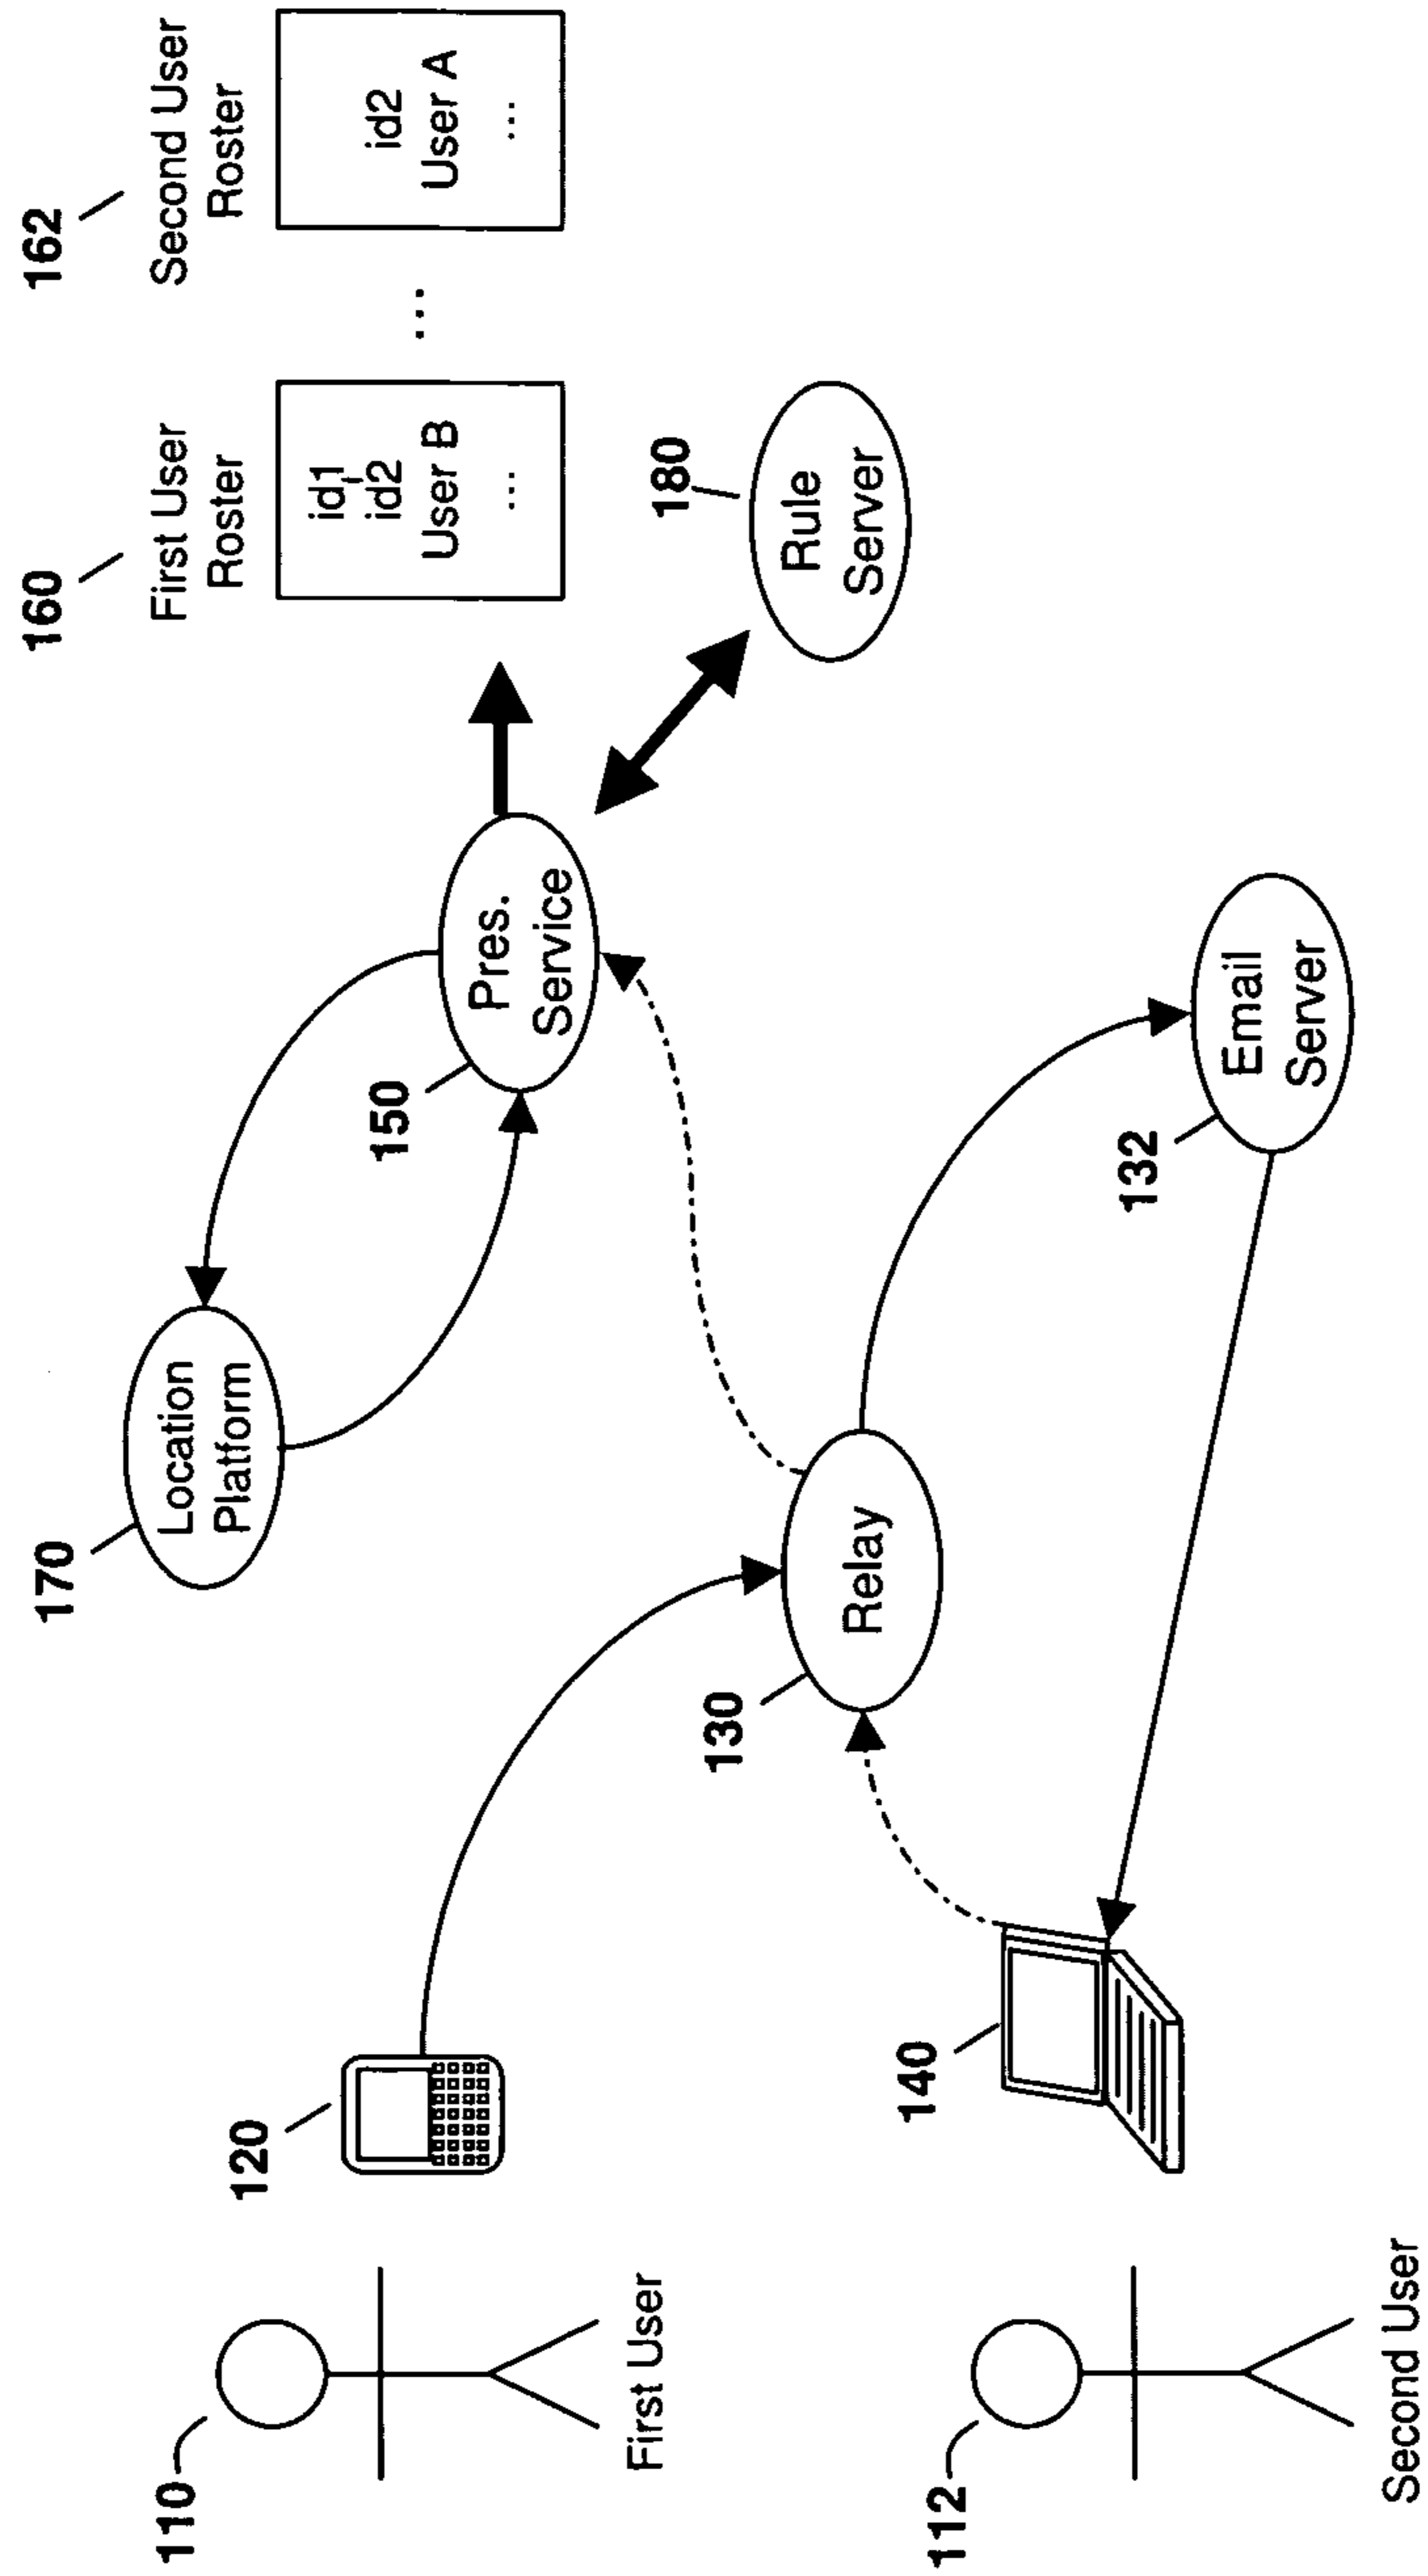 160
First User
Roster
id1
id2
User B
...
...
162
Second User
Roster
id2
User A
...
170
Location
Platform
150
Pres.
Service
180
Rule
Server
120
130
Relay
110
First User
140
132
Email
Server
112
Second User